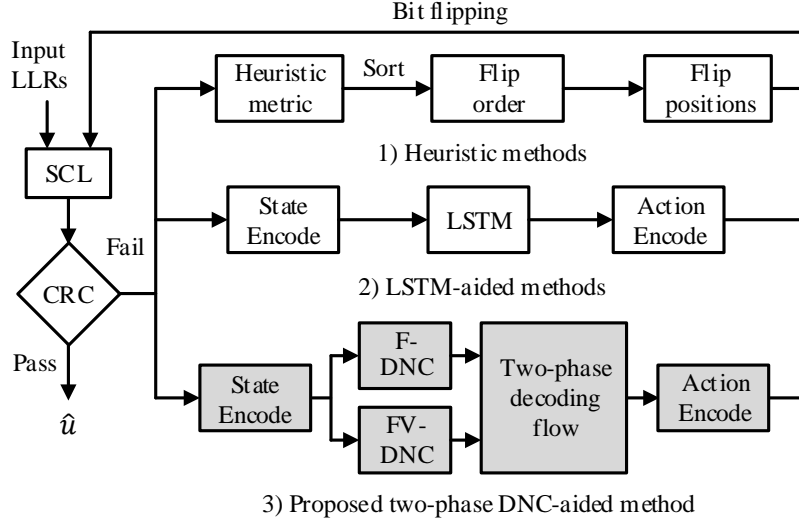 Bit flipping
Input
LLRs
Heuristic
metric
Sort
Flip
order
Flip
positions
1) Heuristic methods
SCL
State
Encode
LSTM
Action
Encode
Fail
2) LSTM-aided methods
CRC
Pass
û
State
Encode
F-
DNC
FV-
DNC
Two-phase
decoding
flow
Action
Encode
3) Proposed two-phase DNC-aided method